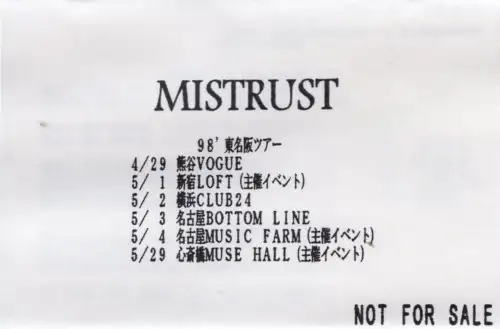 MISTRUST
98' 東名阪ツアー
4/29 熊谷VOGUE
5/ 1 新宿LOFT(主催イベント)
5/ 2 横浜CLUB24
5/ 3 名古屋BOTTOM LINE
5/ 4 名古屋MUSIC FARM(主催イベント)
5/29 心斎橋MUSE HALL(主催イベント)
NOT FOR SALE